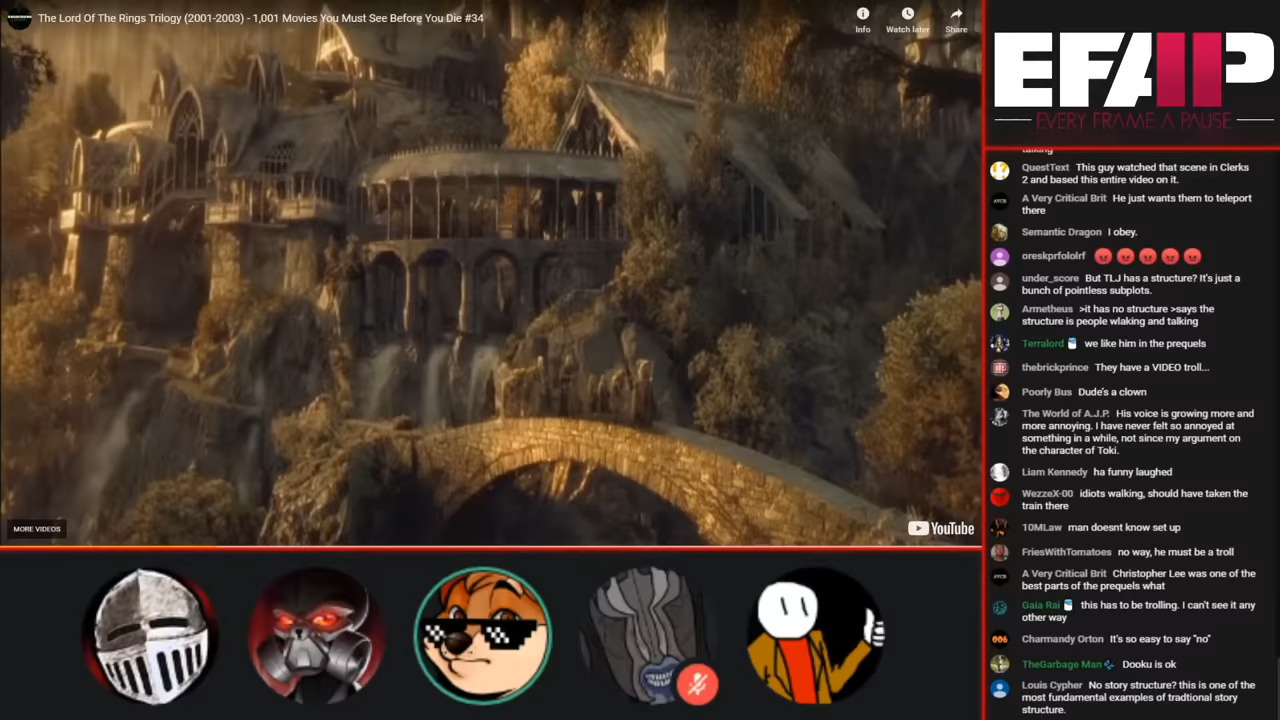 The Lord Of The Rings Trilogy (2001-2003) - 1,001 Movies You Must See Before You Die #34
Info
Watch later
Share
MORE VIDEOS
YouTube
EFAP
EVERY FRAME A PAUSE
talking
QuestText This guy watched that scene in Clerks
2 and based this entire video on it.
A Very Critical Brit He just wants them to teleport
there
Semantic Dragon I obey.
oreskprfololrf
under_score But TLJ has a structure? It's just a
bunch of pointless subplots.
Armetheus >it has no structure >says the
structure is people wlaking and talking
Terralord we like him in the prequels
thebrickprince They have a VIDEO troll...
Poorly Bus Dude's a clown
The World of A.J.P. His voice is growing more and
more annoying. I have never felt so annoyed at
something in a while, not since my argument on
the character of Toki.
Liam Kennedy ha funny laughed
WezzeX-00 idiots walking, should have taken the
train there
10MLaw man doesnt know set up
FriesWithTomatoes no way, he must be a troll
A Very Critical Brit Christopher Lee was one of the
best parts of the prequels what
Gaia Rai this has to be trolling. I can't see it any
other way
Charmandy Orton It's so easy to say "no"
TheGarbage Man Dooku is ok
Louis Cypher No story structure? this is one of the
most fundamental examples of tradtional story
structure.